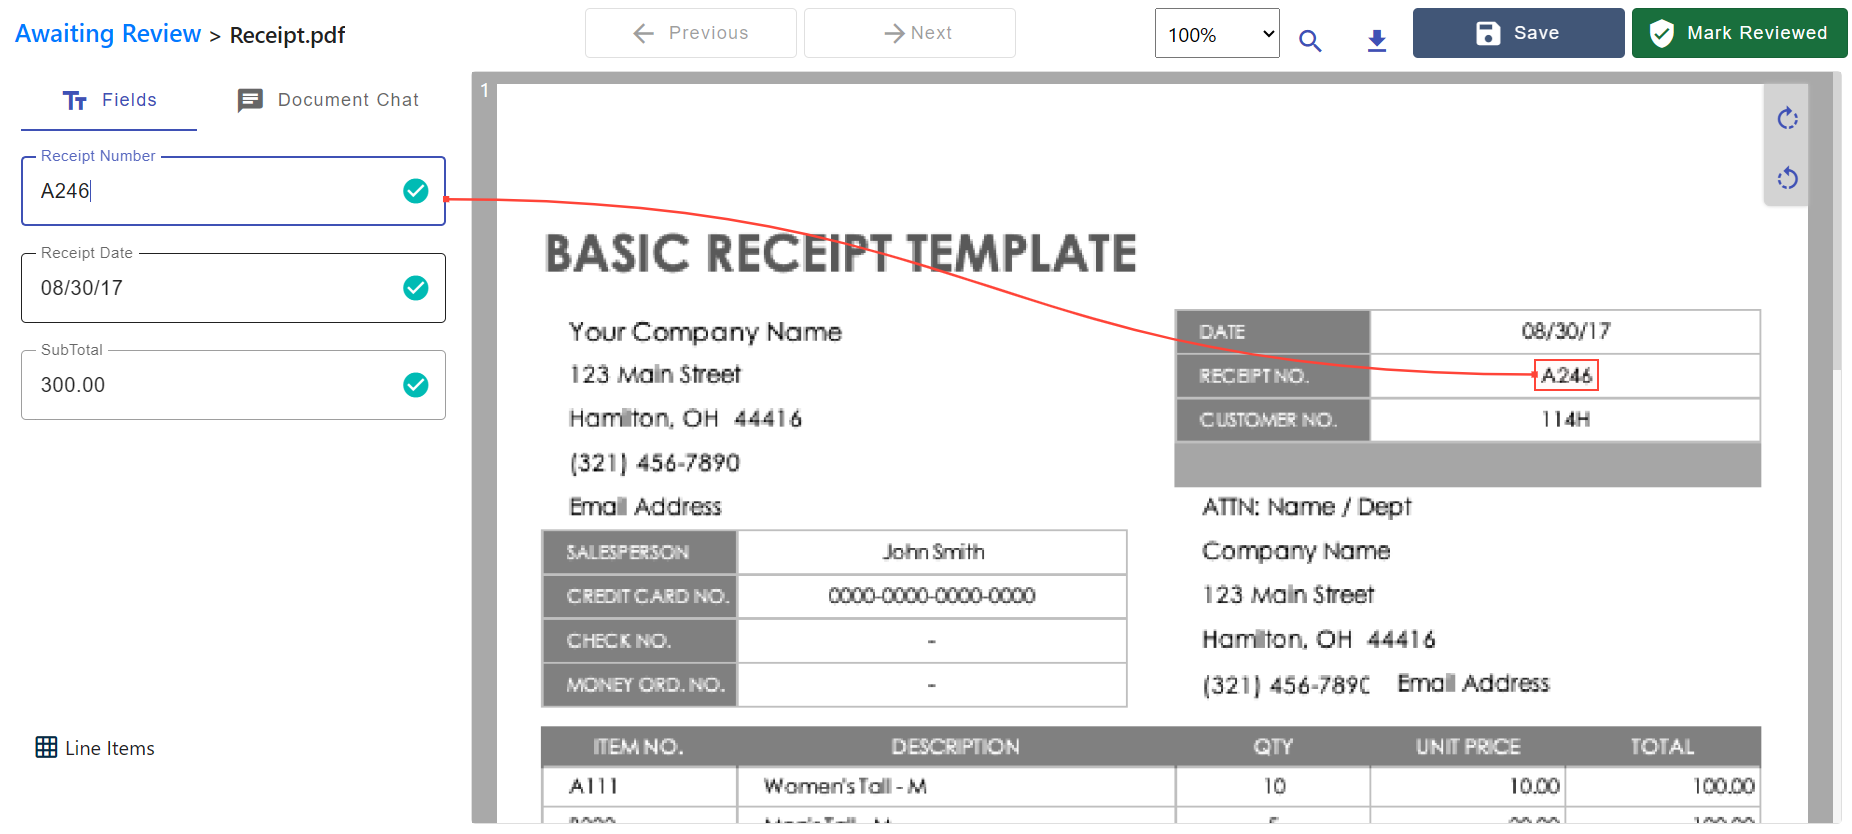 Awaiting Review > Receipt.pdf
Previous
Next
100%
Save
Mark Reviewed
Fields
Document Chat
Receipt Number
A246
Receipt Date
08/30/17
SubTotal
300.00
Line Items
1
BASIC RECEIPT TEMPLATE
Your Company Name
123 Main Street
Hamilton, OH 44416
(321) 456-7890
Email Address
DATE 08/30/17
RECEIPT NO. A246
CUSTOMER NO. 114H
SALESPERSON John Smith
CREDIT CARD NO. 0000-0000-0000-0000
CHECK NO. -
MONEY ORD. NO. -
ATTN: Name / Dept
Company Name
123 Main Street
Hamilton, OH 44416
(321) 456-7890 Email Address
ITEM NO. DESCRIPTION QTY UNIT PRICE TOTAL
A111 Women's Tall - M 10 10.00 100.00